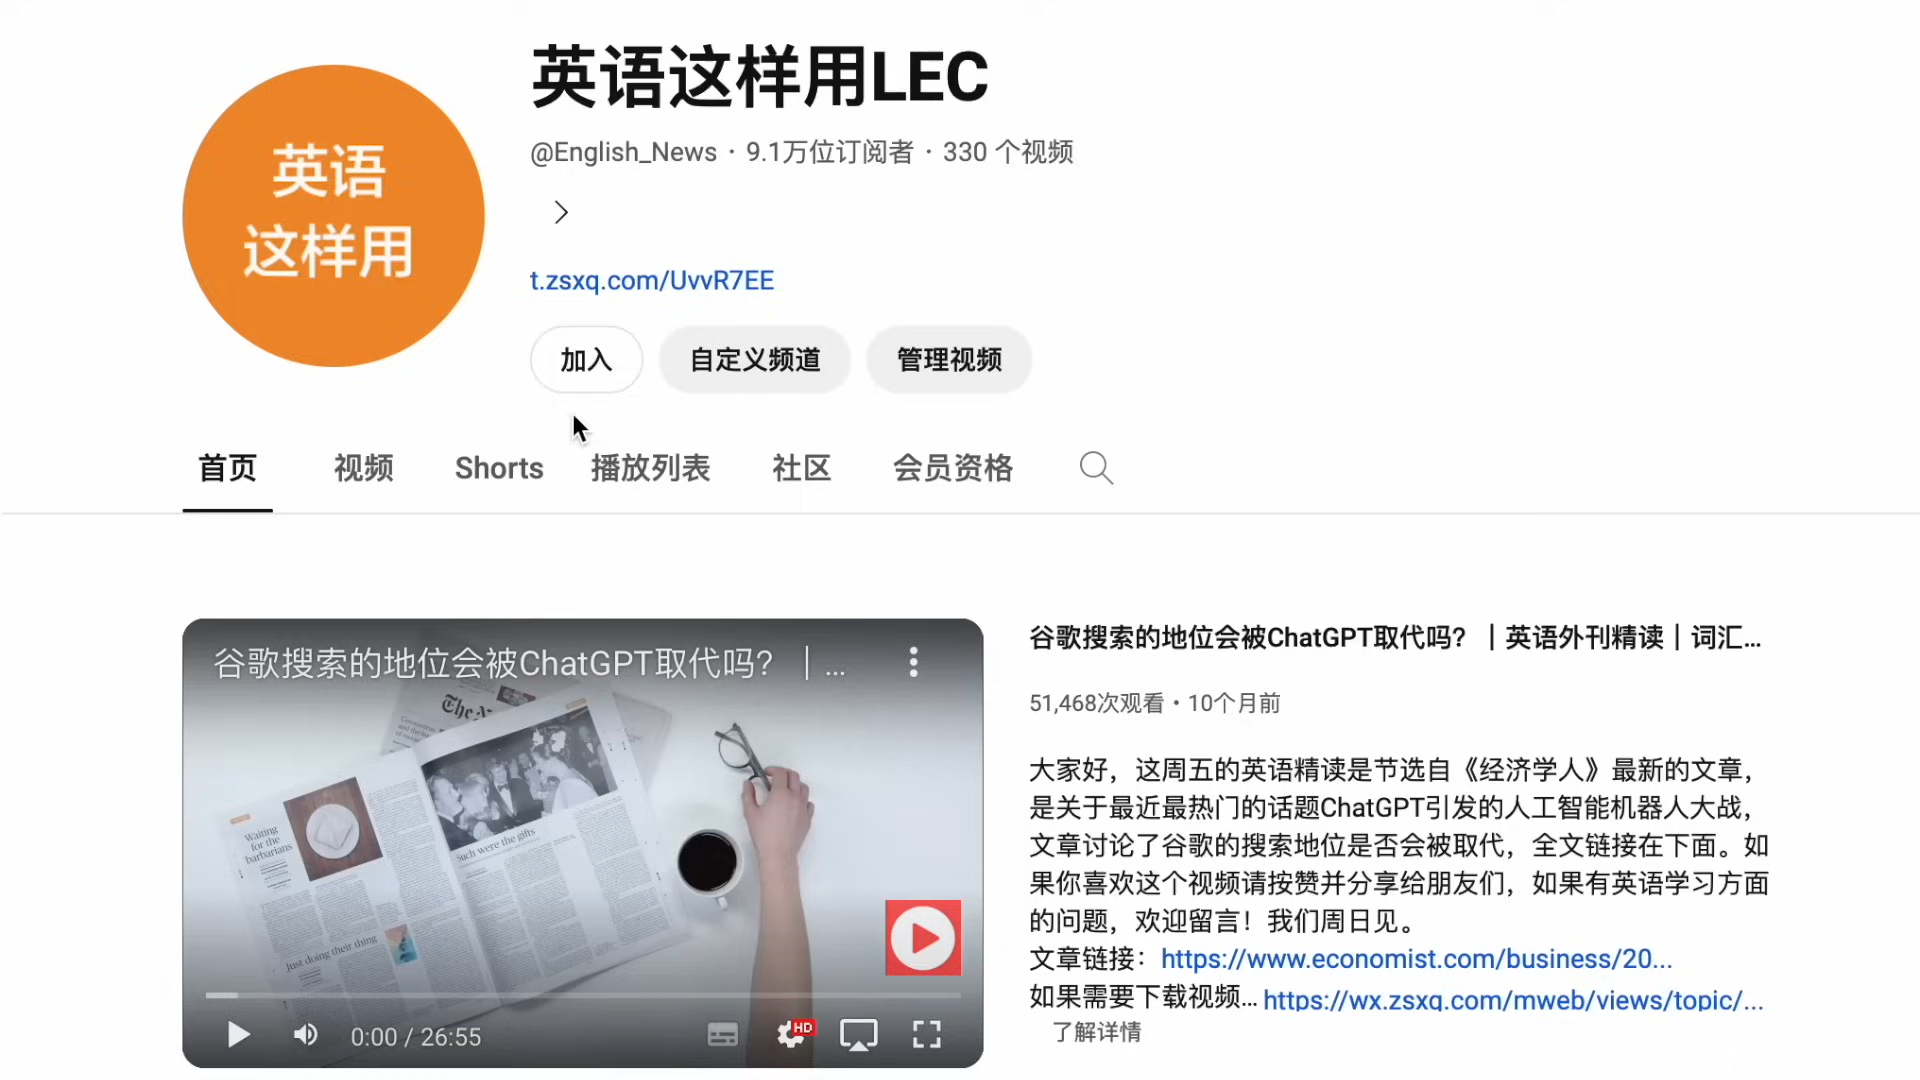 英语
这样用
英语这样用LEC
@English_News · 9.1万位订阅者 · 330 个视频
t.zsxq.com/UvvR7EE
加入
自定义频道
管理视频
首页
视频
Shorts
播放列表
社区
会员资格
谷歌搜索的地位会被ChatGPT取代吗？｜...
Waiting
for the
barbarians
Such were the gifts
Just doing their thing
0:00 / 26:55
HD
谷歌搜索的地位会被ChatGPT取代吗？｜英语外刊精读｜词汇...
51,468次观看 · 10个月前
大家好，这周五的英语精读是节选自《经济学人》最新的文章，
是关于最近最热门的话题ChatGPT引发的人工智能机器人大战，
文章讨论了谷歌的搜索地位是否会被取代，全文链接在下面。如
果你喜欢这个视频请按赞并分享给朋友们，如果有英语学习方面
的问题，欢迎留言！我们周日见。
文章链接：https://www.economist.com/business/20...
如果需要下载视频... https://wx.zsxq.com/mweb/views/topic/...
了解详情